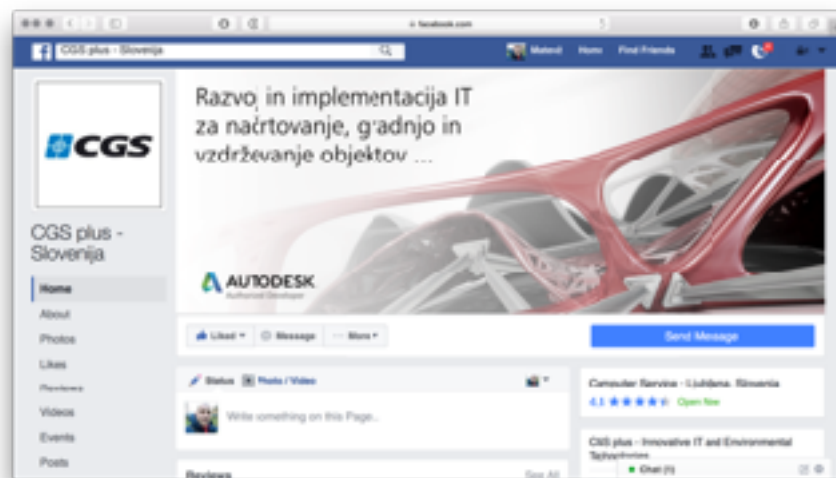 facebook.com
CGS plus - Slovenija
Matevž Home Find Friends
Razvoj in implementacija IT
za načrtovanje, gradnjo in
vzdrževanje objektov ...
CGS
CGS plus -
Slovenija
AUTODESK
Authorized Developer
Home
About
Photos
Likes
Reviews
Videos
Events
Posts
Liked Message More
Send Message
Status Photo / Video
Write something on this Page..
Computer Service - Ljubljana, Slovenia
4.5 Open Now
CGS plus - Innovative IT and Environmental
Technologies
Reviews See All
Chat (1)